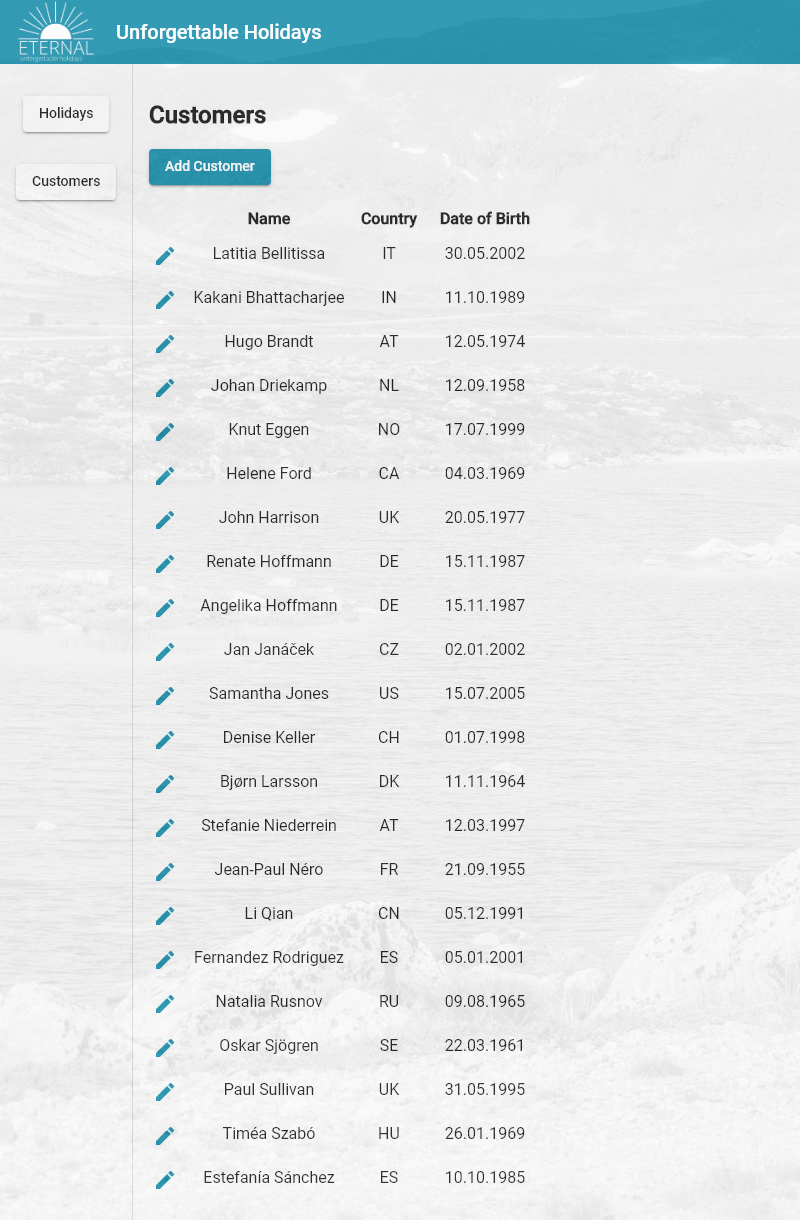 ETERNAL
unforgettable holidays
Unforgettable Holidays
Holidays
Customers
Customers
Add Customer
Name Country Date of Birth
Latitia Bellitissa IT 30.05.2002
Kakani Bhattacharjee IN 11.10.1989
Hugo Brandt AT 12.05.1974
Johan Driekamp NL 12.09.1958
Knut Eggen NO 17.07.1999
Helene Ford CA 04.03.1969
John Harrison UK 20.05.1977
Renate Hoffmann DE 15.11.1987
Angelika Hoffmann DE 15.11.1987
Jan Janáček CZ 02.01.2002
Samantha Jones US 15.07.2005
Denise Keller CH 01.07.1998
Bjørn Larsson DK 11.11.1964
Stefanie Niederrein AT 12.03.1997
Jean-Paul Néro FR 21.09.1955
Li Qian CN 05.12.1991
Fernandez Rodriguez ES 05.01.2001
Natalia Rusnov RU 09.08.1965
Oskar Sjögren SE 22.03.1961
Paul Sullivan UK 31.05.1995
Timéa Szabó HU 26.01.1969
Estefanía Sánchez ES 10.10.1985